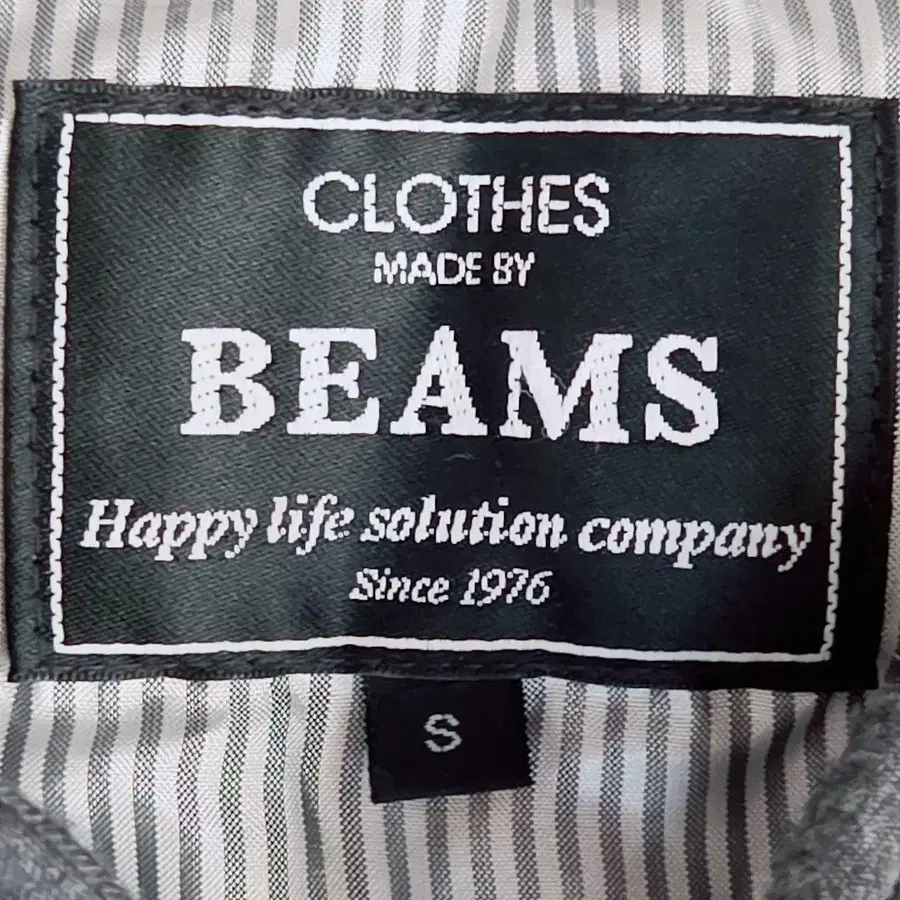 CLOTHES
MADE BY
BEAMS
Happy life solution company
Since 1976
S